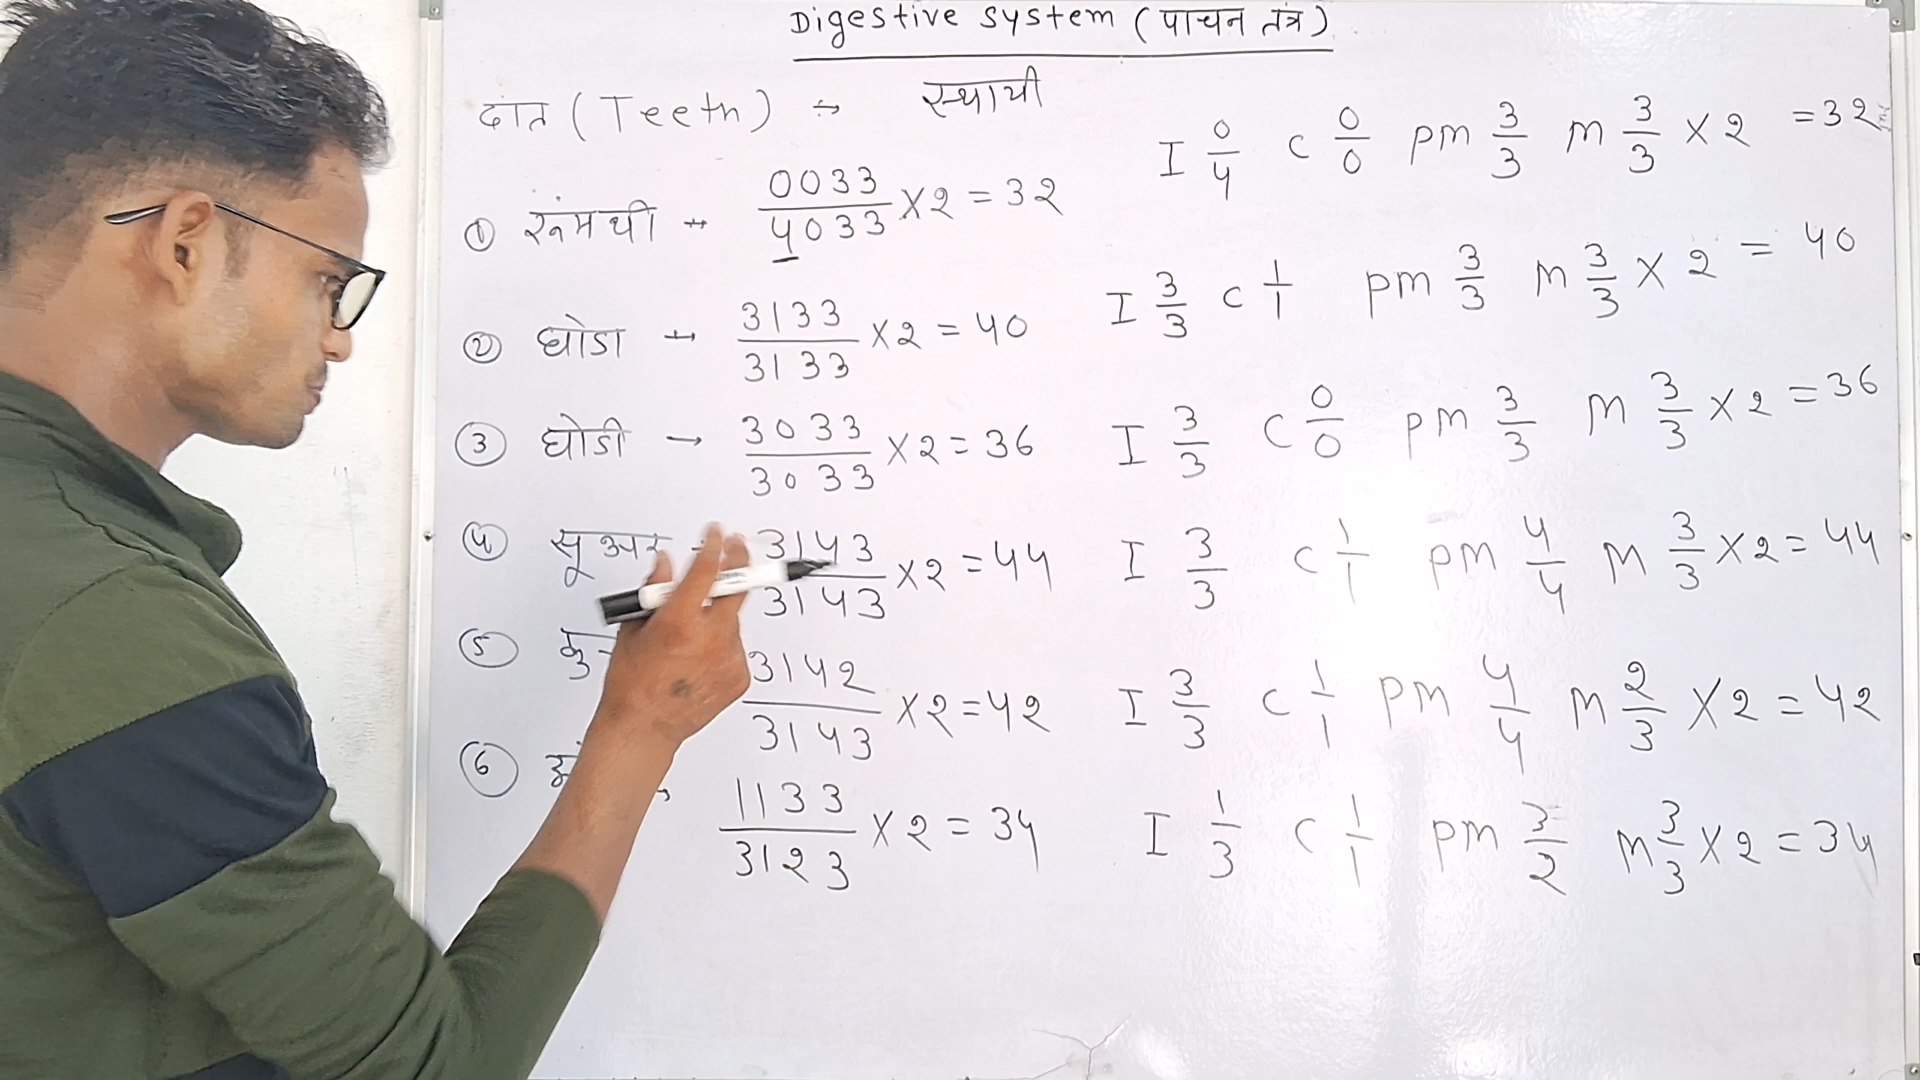 Digestive System (पाचन तंत्र)
दांत (Teeth) → स्थायी
① रूंमथी → 0033/4033 X2 = 32 I 0/4 C 0/0 pm 3/3 m 3/3 X 2 = 32
② घोडा → 3133/3133 X2 = 40 I 3/3 C 1/1 pm 3/3 m 3/3 X 2 = 40
③ घोडी → 3033/3033 X2 = 36 I 3/3 C 0/0 pm 3/3 m 3/3 X 2 = 36
④ सूअर → 3143/3143 X2 = 44 I 3/3 C 1/1 pm 4/4 m 3/3 X2 = 44
⑤ 3142/3143 X2 = 42 I 3/3 C 1/1 pm 4/4 m 2/3 X2 = 42
⑥ 1133/3123 X2 = 34 I 1/3 C 1/1 pm 3/2 m 3/3 X2 = 34